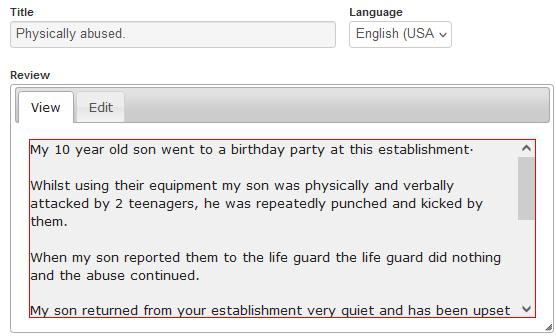 Title
Language
Physically abused.
English (USA
Review
View
Edit
My 10 year old son went to a birthday party at this establishment·
Whilst using their equipment my son was physically and verbally
attacked by 2 teenagers, he was repeatedly punched and kicked by
them.
When my son reported them to the life guard the life guard did nothing
and the abuse continued.
My son returned from your establishment very quiet and has been upset